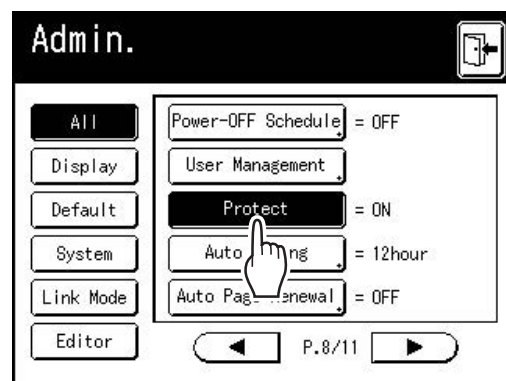 Admin.
All
Display
Default
System
Link Mode
Editor
Power-OFF Schedule = OFF
User Management
Protect = ON
Auto = 12hour
Auto = OFF
P.8/11